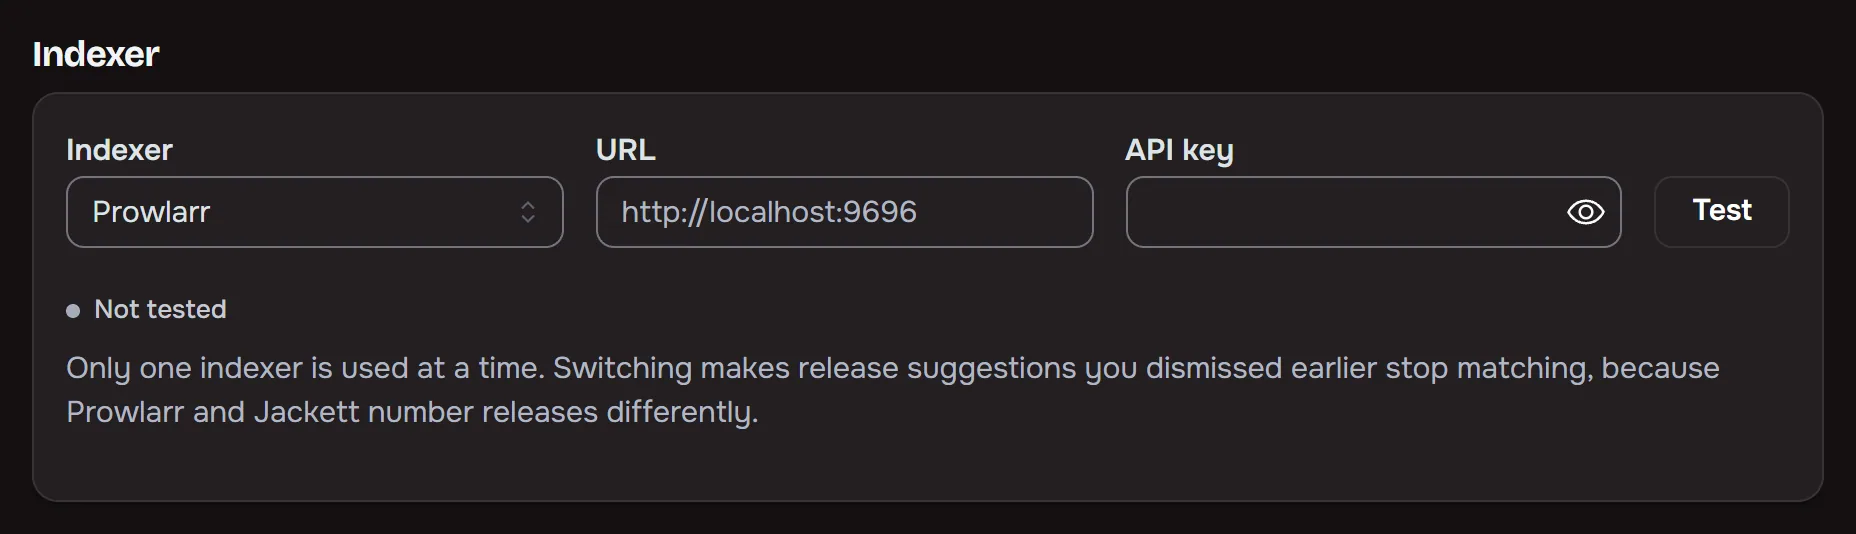 Indexer
Indexer
URL
API key
Prowlarr
http://localhost:9696
Test
Not tested
Only one indexer is used at a time. Switching makes release suggestions you dismissed earlier stop matching, because
Prowlarr and Jackett number releases differently.